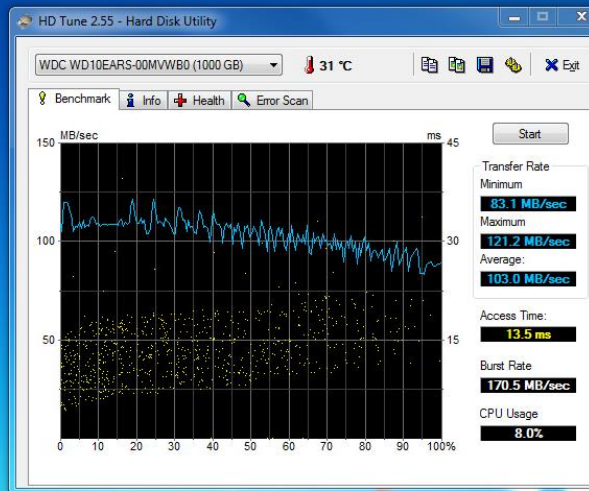 HD Tune 2.55 - Hard Disk Utility
WDC WD10EARS-00MVWB0 (1000 GB)
31 °C
Exit
Benchmark
Info
Health
Error Scan
MB/sec
ms
150
45
100
30
50
15
0 10 20 30 40 50 60 70 80 90 100%
Start
Transfer Rate
Minimum
83.1 MB/sec
Maximum
121.2 MB/sec
Average:
103.0 MB/sec
Access Time:
13.5 ms
Burst Rate
170.5 MB/sec
CPU Usage
8.0%